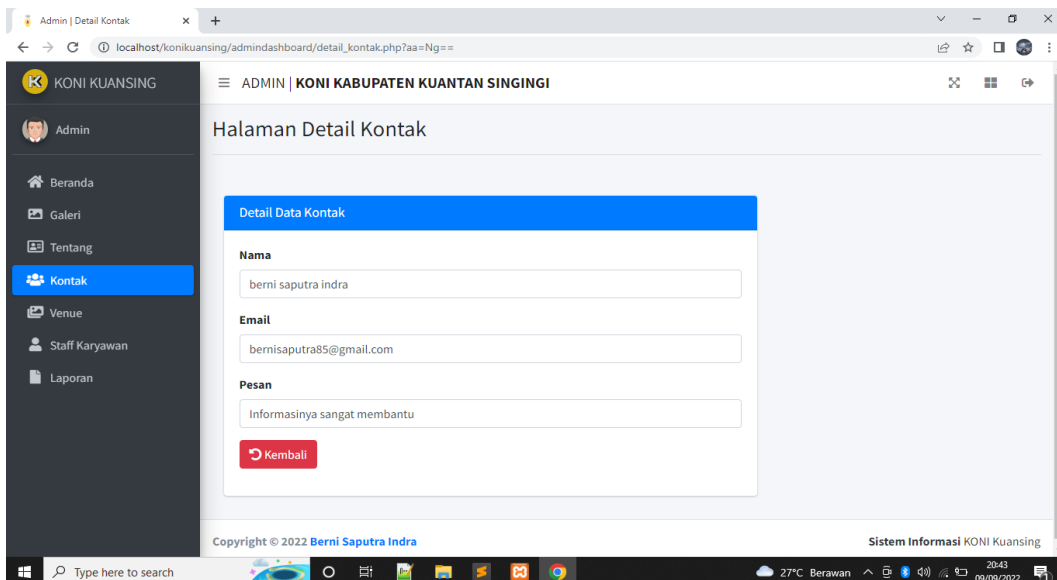 Admin | Detail Kontak
localhost/konikuansing/admindashboard/detail_kontak.php?aa=Ng==
KONI KUANSING
ADMIN | KONI KABUPATEN KUANTAN SINGINGI
Admin
Halaman Detail Kontak
Beranda
Galeri
Tentang
Kontak
Venue
Staff Karyawan
Laporan
Detail Data Kontak
Nama
berni saputra indra
Email
bernisaputra85@gmail.com
Pesan
Informasinya sangat membantu
Kembali
Copyright © 2022 Berni Saputra Indra
Sistem Informasi KONI Kuansing
Type here to search
27°C Berawan
20:43
09/09/2022